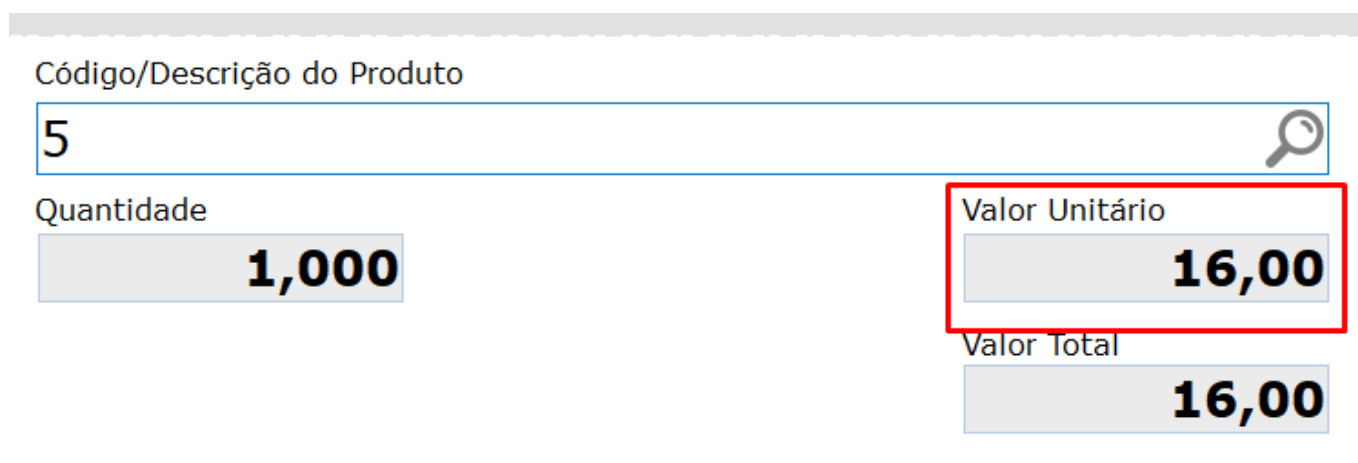 Código/Descrição do Produto
5
Quantidade
Valor Unitário
1,000
16,00
Valor Total
16,00